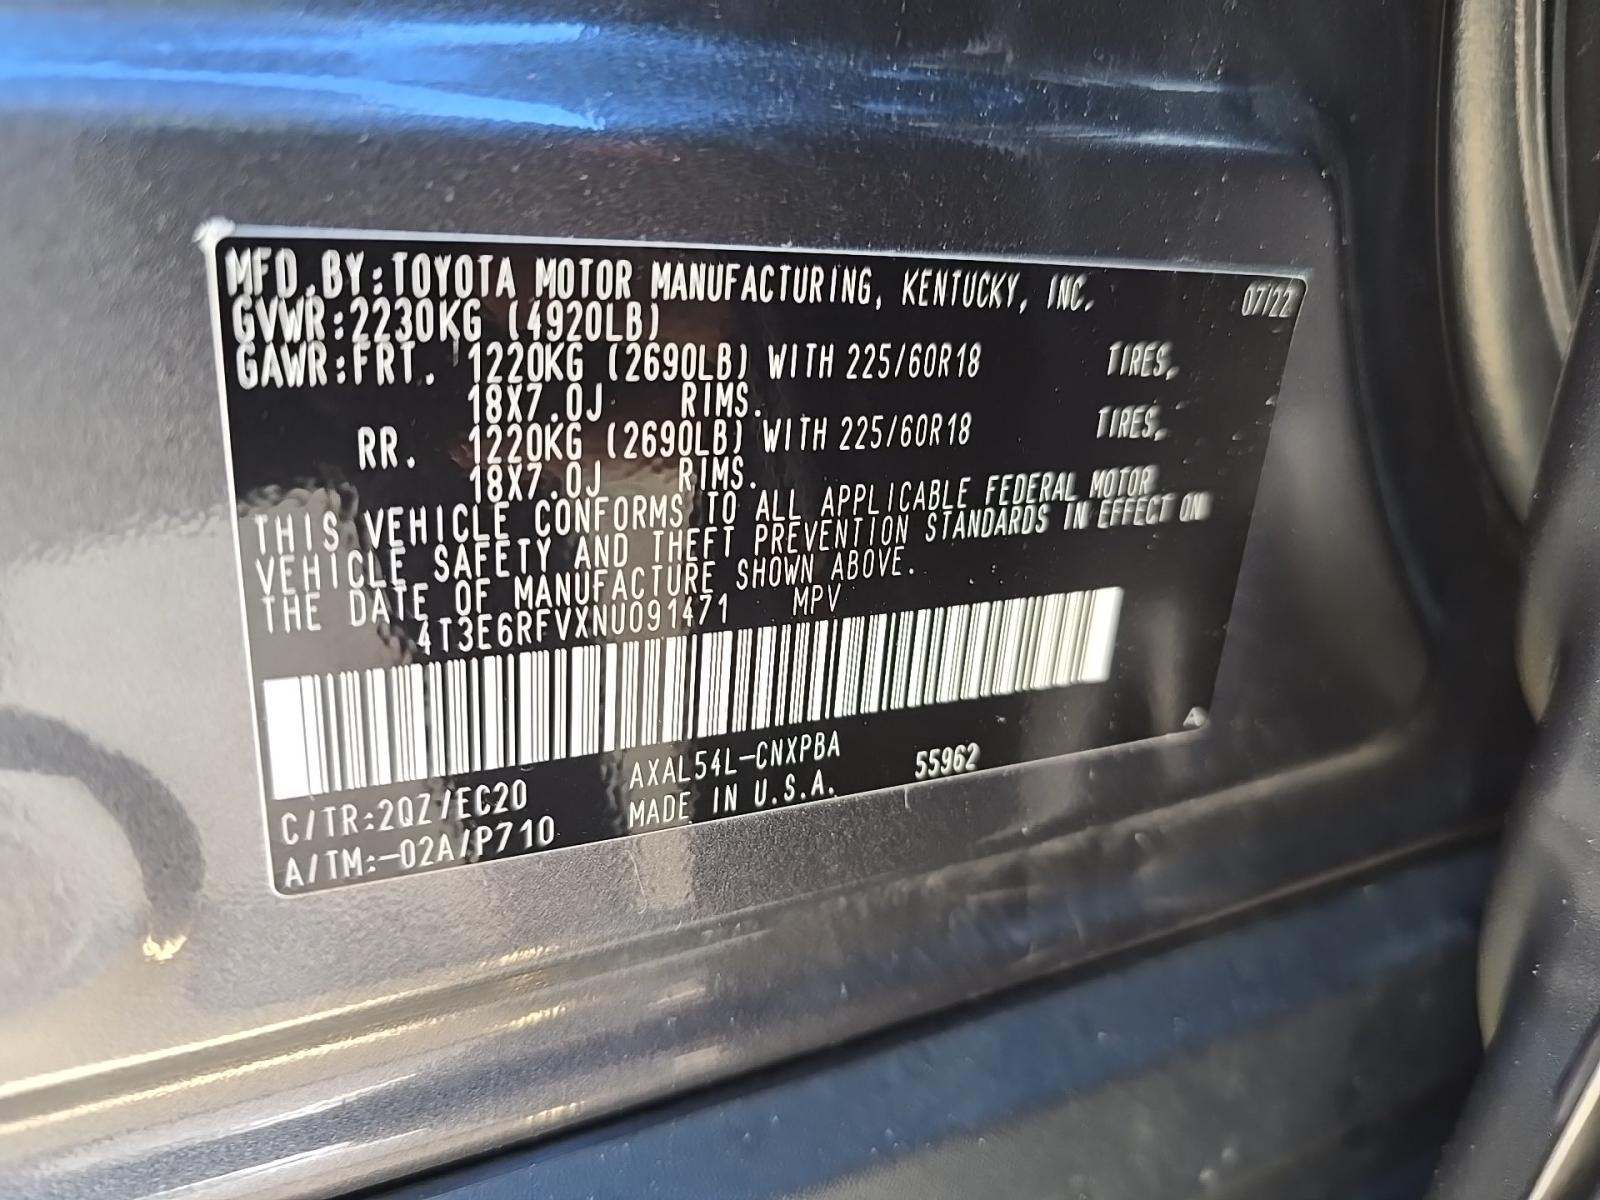 MFD.BY:TOYOTA MOTOR MANUFACTURING, KENTUCKY, INC. 07/22
GVWR:2230KG (4920LB)
GAWR:FRT. 1220KG (2690LB) WITH 225/60R18 TIRES,
18X7.0J RIMS.
RR. 1220KG (2690LB) WITH 225/60R18 TIRES,
18X7.0J RIMS.
THIS VEHICLE CONFORMS TO ALL APPLICABLE FEDERAL MOTOR
VEHICLE SAFETY AND THEFT PREVENTION STANDARDS IN EFFECT ON
THE DATE OF MANUFACTURE SHOWN ABOVE.
4T3E6RFVXNU091471 MPV
A
C/TR:2QZ/EC20 AXAL54L-CNXPBA 55962
A/TM:-02A/P710 MADE IN U.S.A.